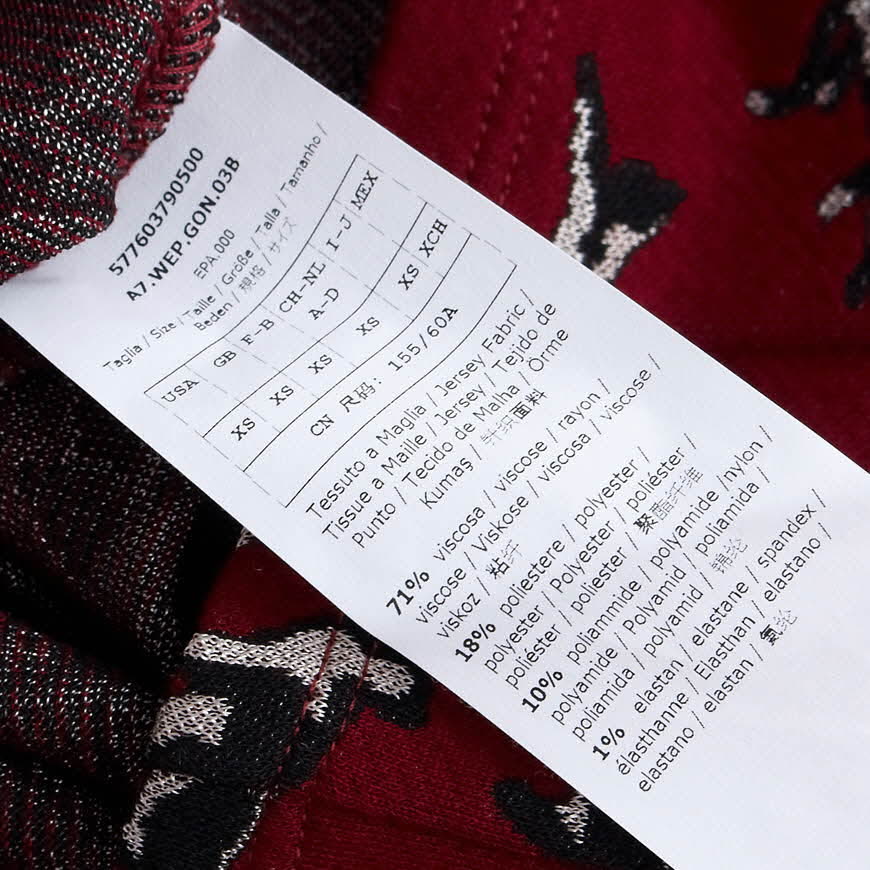 577603790500
A7.WEP.GON.03B
EPA.000
Taglia / Size / Taille / Größe / Talla / Tamanho /
Beden / 規格 / サイズ
USA GB F-B CH-NL I-J MEX
A-D
XS XS XS XS XS XCH
CN 尺码: 155/60A
Tessuto a Maglia / Jersey Fabric /
Tissue a Maille / Jersey / Tejido de
Punto / Tecido de Malha / Örme
Kumaş / 针织面料
71% viscosa / viscose / rayon /
viscose / Viskose / viscosa / viscose /
viskoz / 粘纤
18% poliestere / polyester /
polyester / Polyester / poliéster /
poliéster / poliester / 聚酯纤维
10% poliammide / polyamide /nylon /
polyamide / Polyamid / poliamida /
poliamida / polyamid / 锦纶
1% elastan / elastane / spandex /
élasthanne / Elasthan / elastano /
elastano / elastan / 氨纶